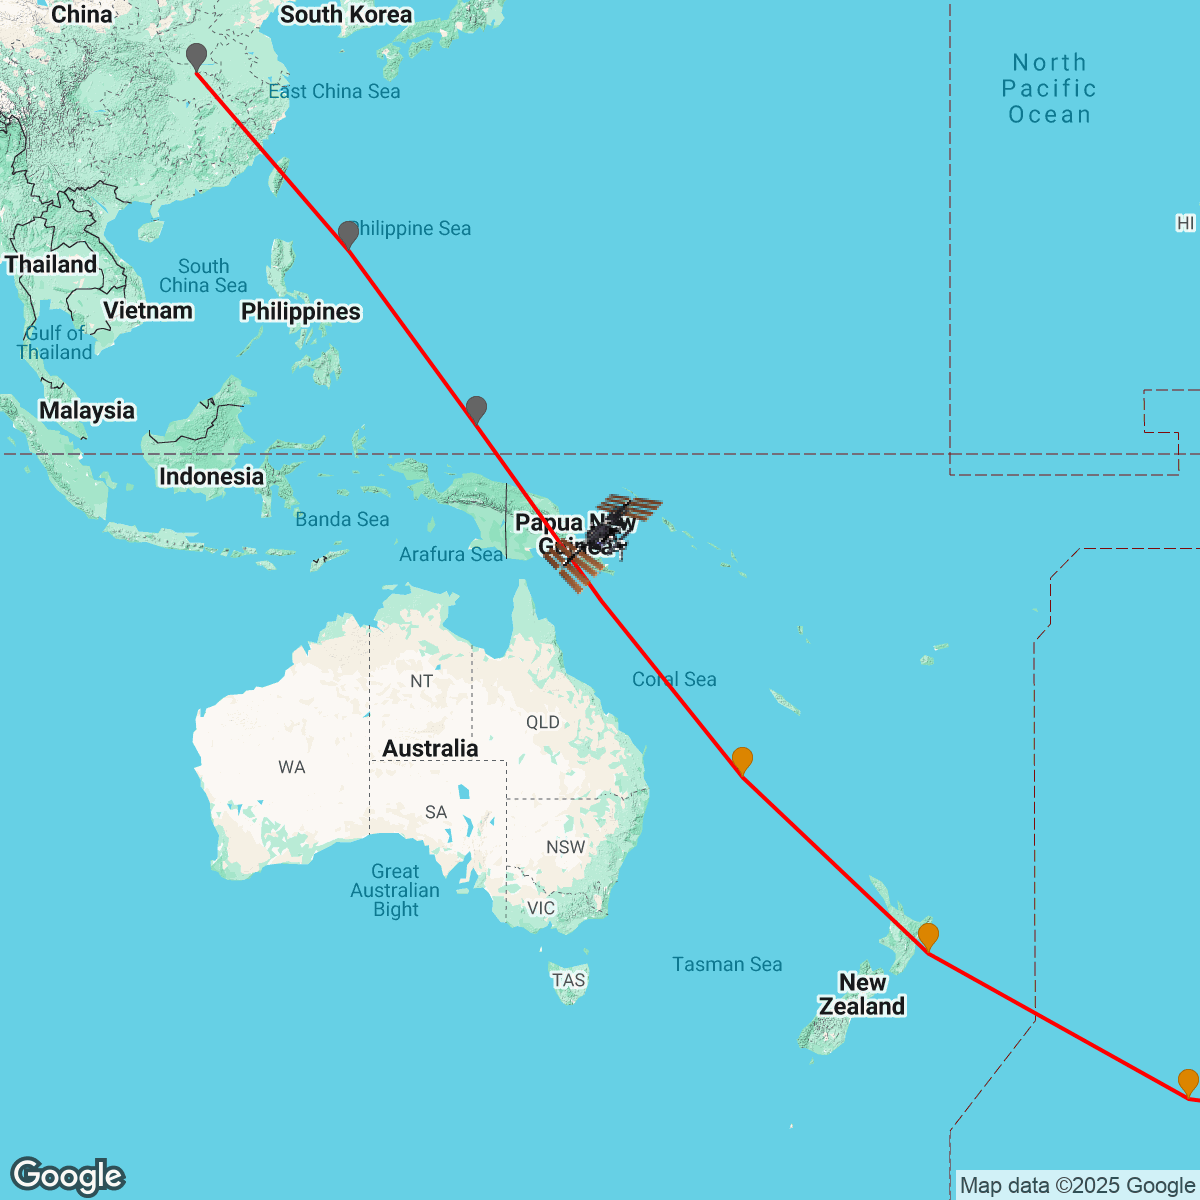 China
South Korea
East China Sea
North
Pacific
Ocean
HI
Philippine Sea
Thailand
South
China Sea
Vietnam
Philippines
Gulf of
Thailand
Malaysia
Indonesia
Banda Sea
Papua New
Guinea
Arafura Sea
Coral Sea
NT
QLD
Australia
WA
SA
NSW
Great
Australian
Bight
VIC
Tasman Sea
TAS
New
Zealand
Google
Map data ©2025 Google